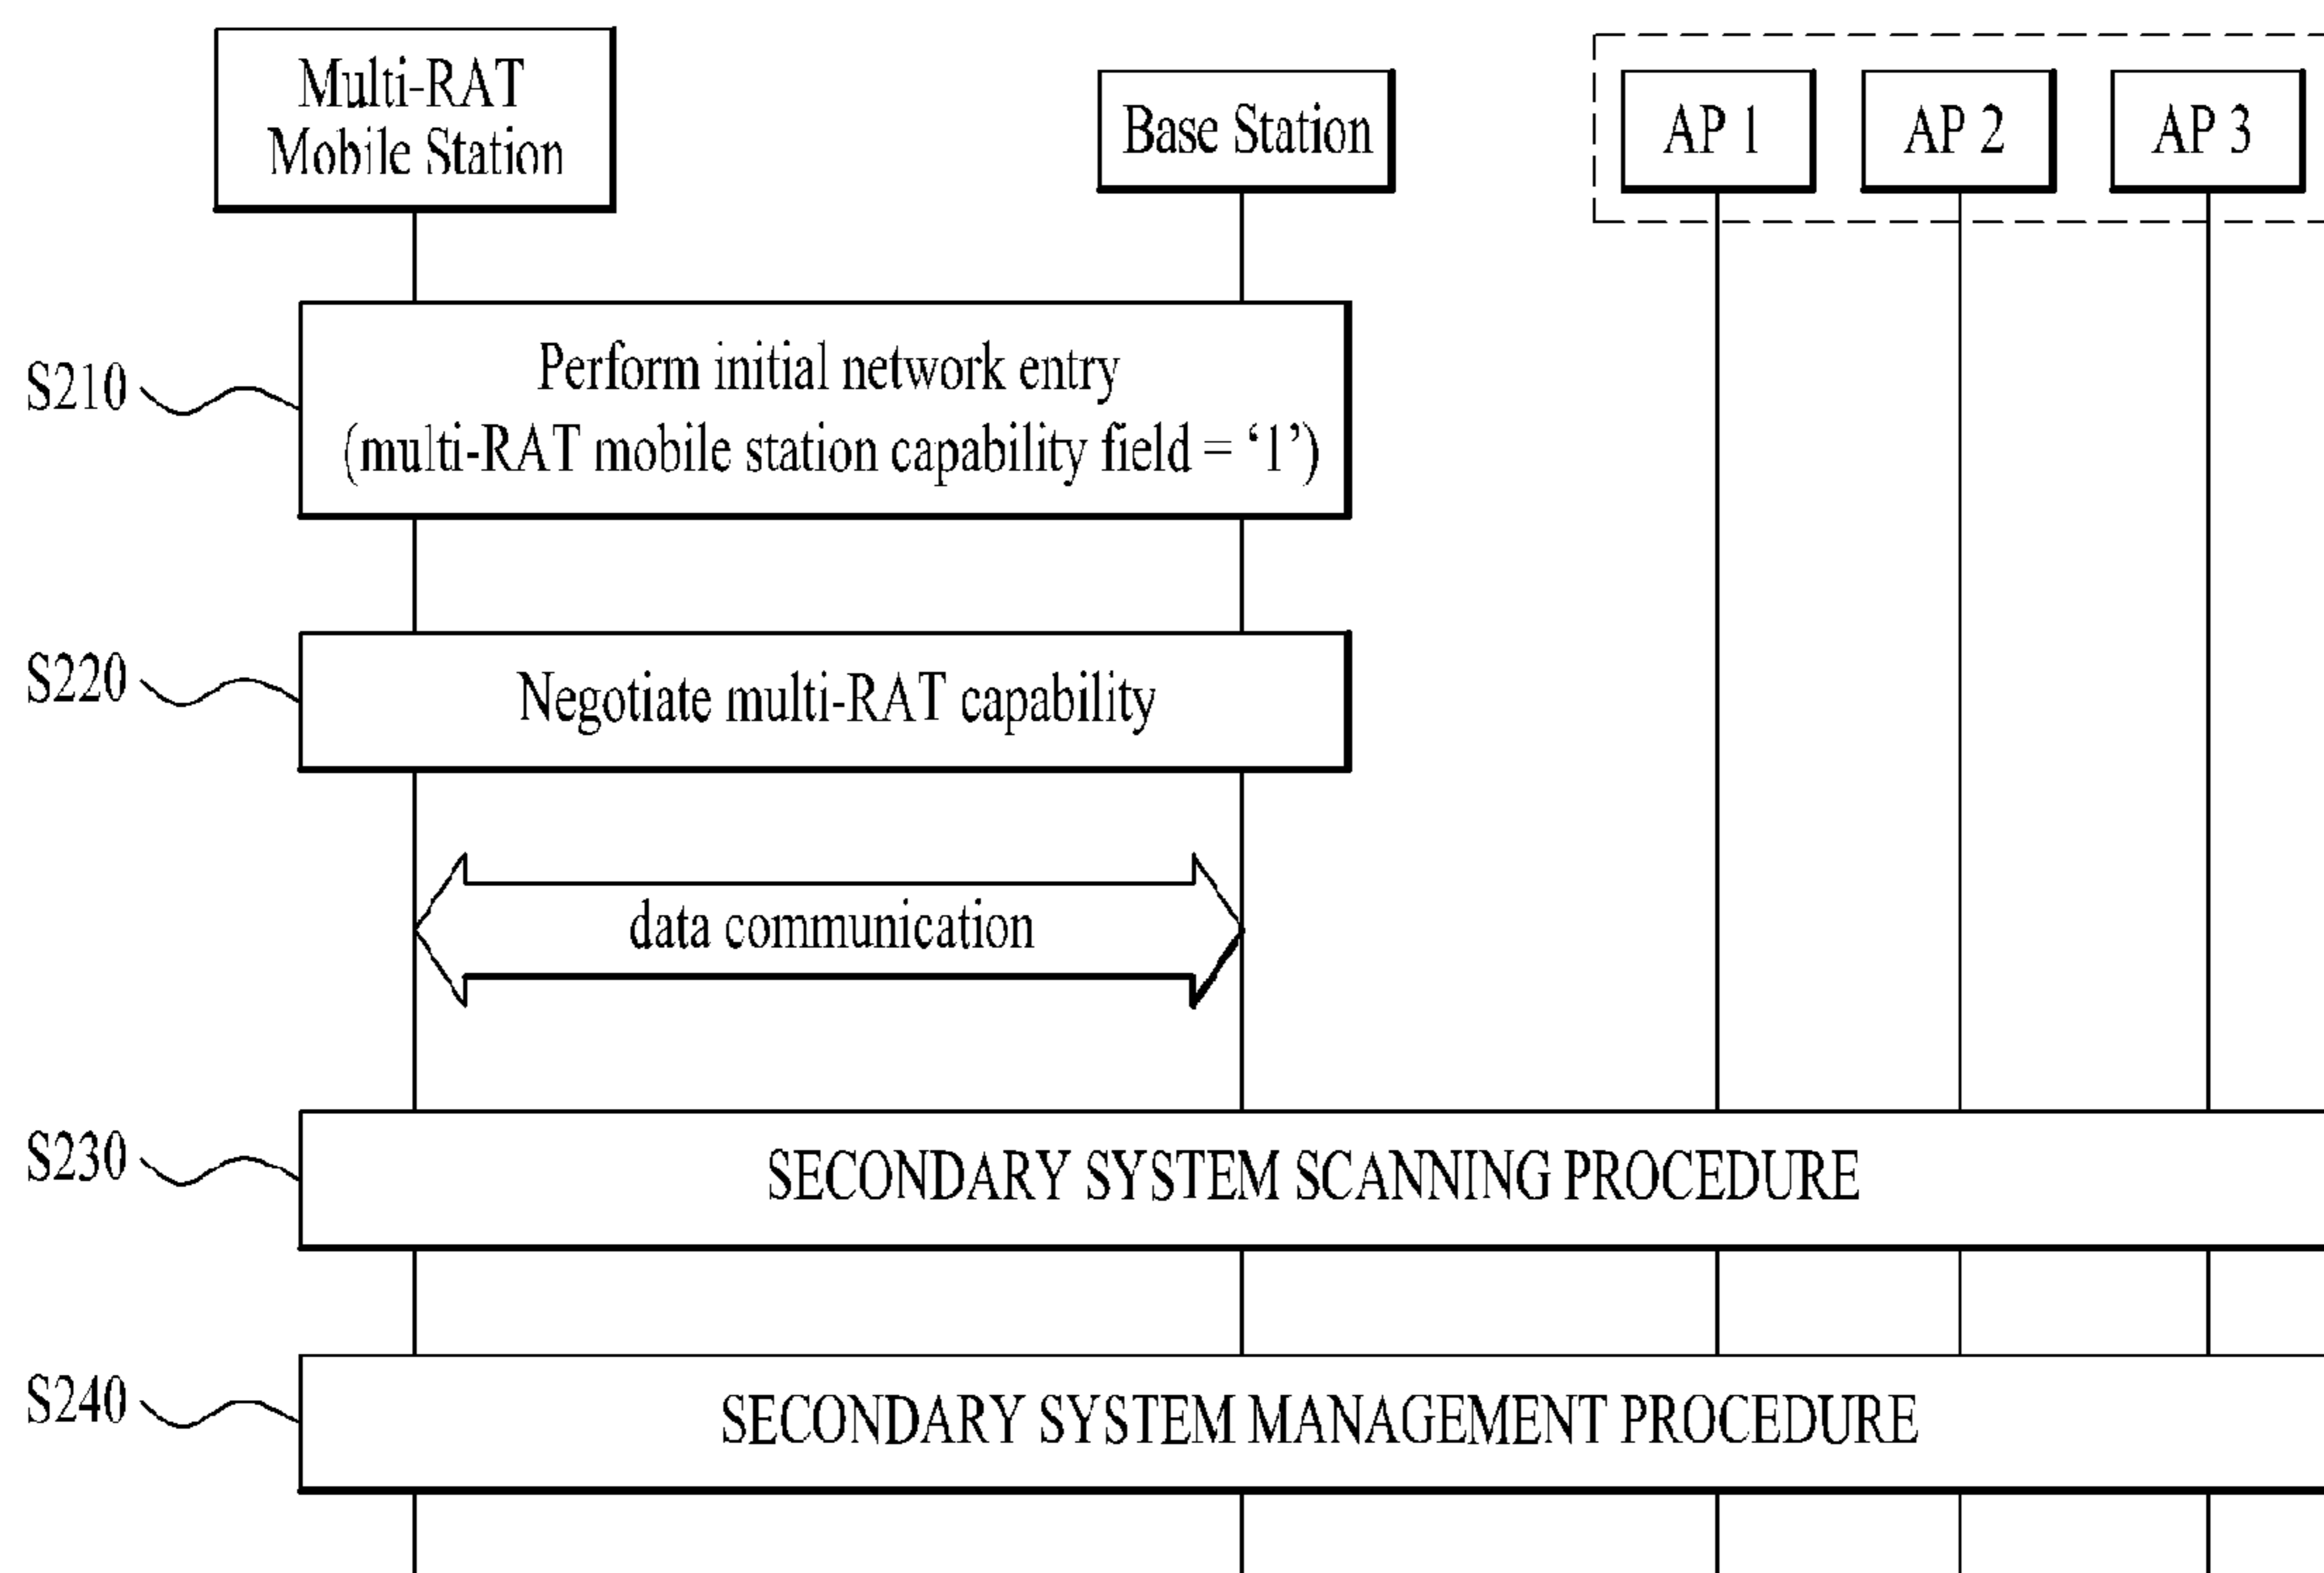 Multi-RAT
Mobile Station
Base Station
AP 1
AP 2
AP 3
S210
Perform initial network entry
(multi-RAT mobile station capability field = ‘1’)
S220
Negotiate multi-RAT capability
data communication
S230
SECONDARY SYSTEM SCANNING PROCEDURE
S240
SECONDARY SYSTEM MANAGEMENT PROCEDURE